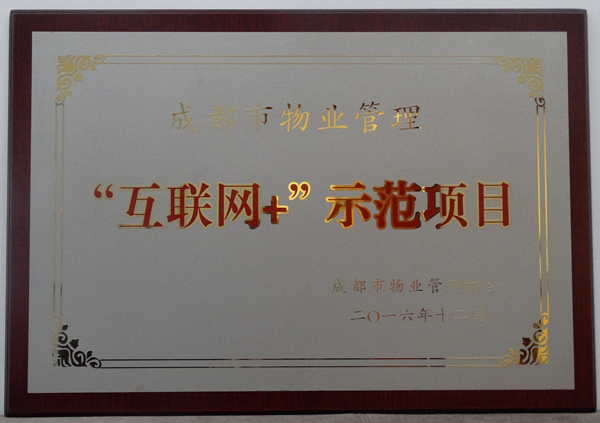 成都市物业管理
“互联网+”示范项目
成都市物业管理协会
二〇一六年十二月